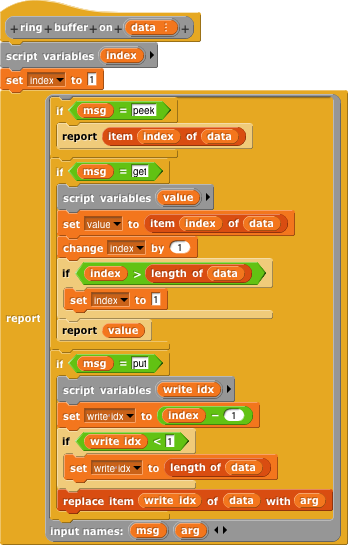 + ring + buffer + on + data ⋮ +
script variables index
set index to 1
if msg = peek
report item index of data
if msg = get
script variables value
set value to item index of data
change index by 1
if index > length of data
set index to 1
report
report value
if msg = put
script variables write idx
set write idx to index − 1
if write idx < 1
set write idx to length of data
replace item write idx of data with arg
input names: msg arg